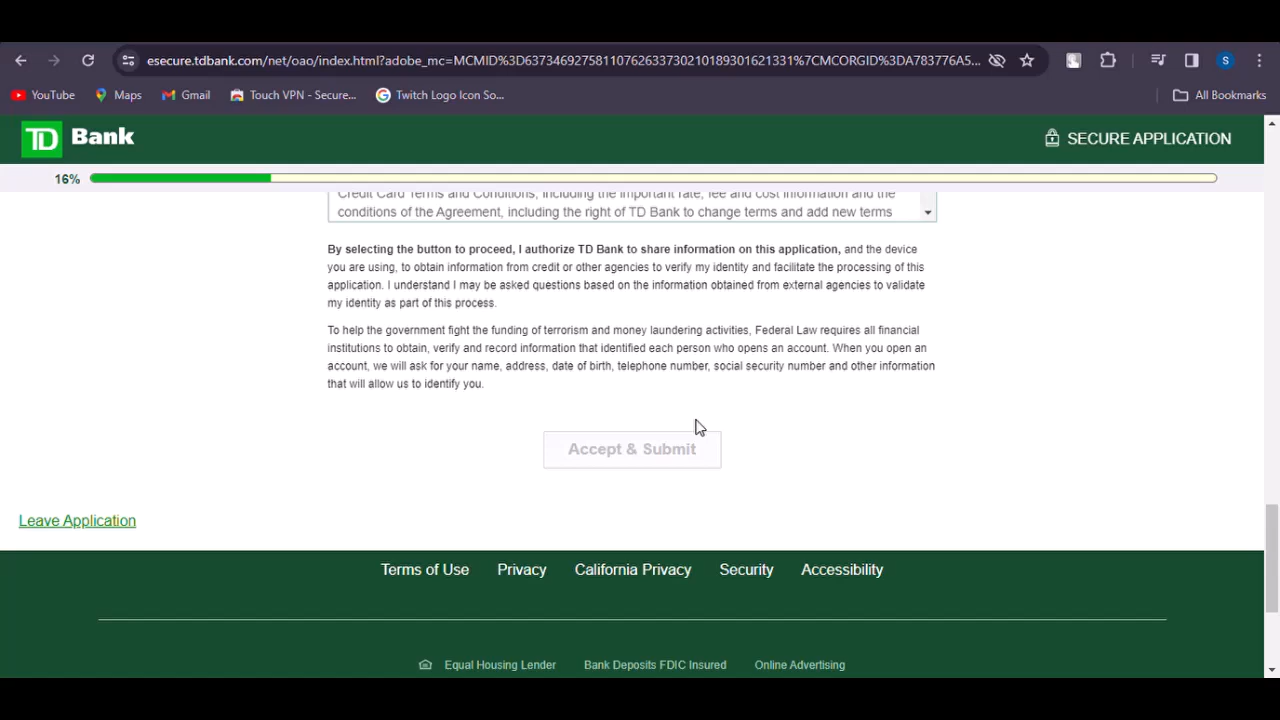 esecure.tdbank.com/net/oao/index.html?adobe_mc=MCMID%3D63734692758110762633730210189301621331%7CMCORGID%3DA783776A5...
S
YouTube
Maps
Gmail
Touch VPN - Secure...
Twitch Logo Icon So...
All Bookmarks
TD Bank
SECURE APPLICATION
16%
Credit Card Terms and Conditions, including the important rate, fee and cost information and the
conditions of the Agreement, including the right of TD Bank to change terms and add new terms
By selecting the button to proceed, I authorize TD Bank to share information on this application, and the device
you are using, to obtain information from credit or other agencies to verify my identity and facilitate the processing of this
application. I understand I may be asked questions based on the information obtained from external agencies to validate
my identity as part of this process.
To help the government fight the funding of terrorism and money laundering activities, Federal Law requires all financial
institutions to obtain, verify and record information that identified each person who opens an account. When you open an
account, we will ask for your name, address, date of birth, telephone number, social security number and other information
that will allow us to identify you.
Accept & Submit
Leave Application
Terms of Use
Privacy
California Privacy
Security
Accessibility
Equal Housing Lender
Bank Deposits FDIC Insured
Online Advertising